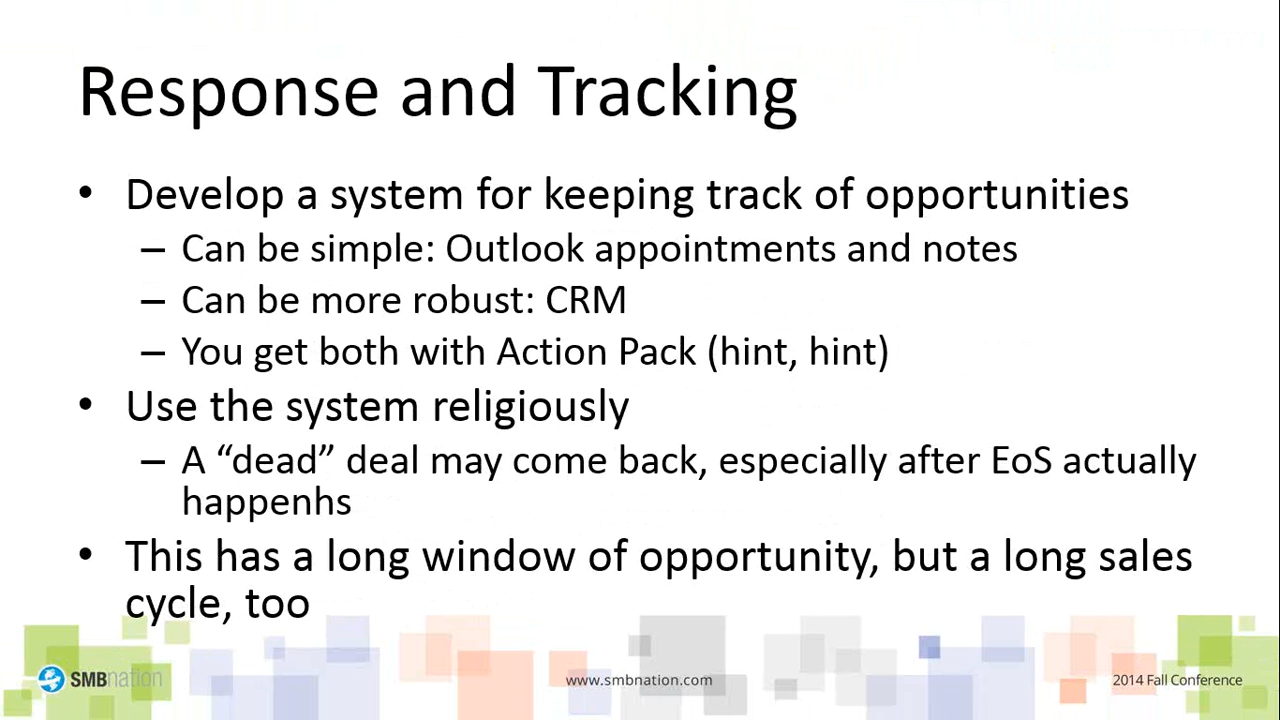 Response and Tracking
• Develop a system for keeping track of opportunities
– Can be simple: Outlook appointments and notes
– Can be more robust: CRM
– You get both with Action Pack (hint, hint)
• Use the system religiously
– A “dead” deal may come back, especially after EoS actually
happenhs
• This has a long window of opportunity, but a long sales
cycle, too
SMBnation
www.smbnation.com
2014 Fall Conference